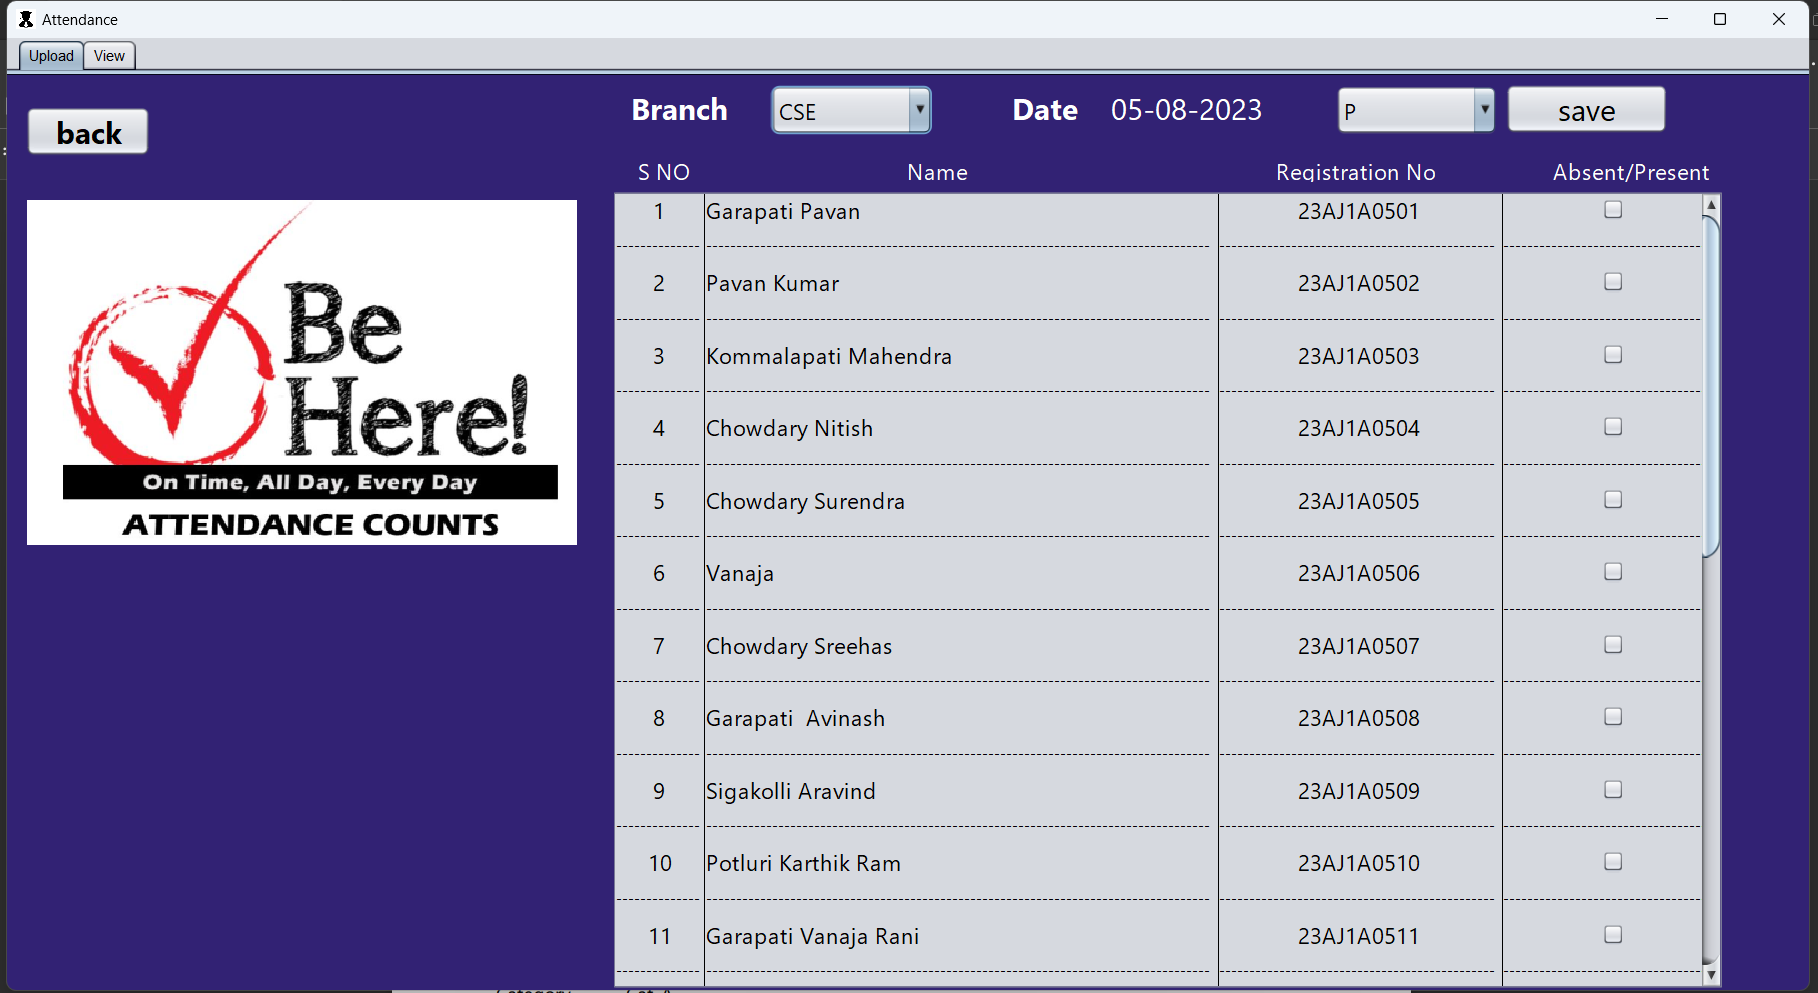 Attendance
Upload View
back
Branch CSE Date 05-08-2023 P save
S NO Name Registration No Absent/Present
Be
Here!
On Time, All Day, Every Day
ATTENDANCE COUNTS
1 Garapati Pavan 23AJ1A0501
2 Pavan Kumar 23AJ1A0502
3 Kommalapati Mahendra 23AJ1A0503
4 Chowdary Nitish 23AJ1A0504
5 Chowdary Surendra 23AJ1A0505
6 Vanaja 23AJ1A0506
7 Chowdary Sreehas 23AJ1A0507
8 Garapati  Avinash 23AJ1A0508
9 Sigakolli Aravind 23AJ1A0509
10 Potluri Karthik Ram 23AJ1A0510
11 Garapati Vanaja Rani 23AJ1A0511